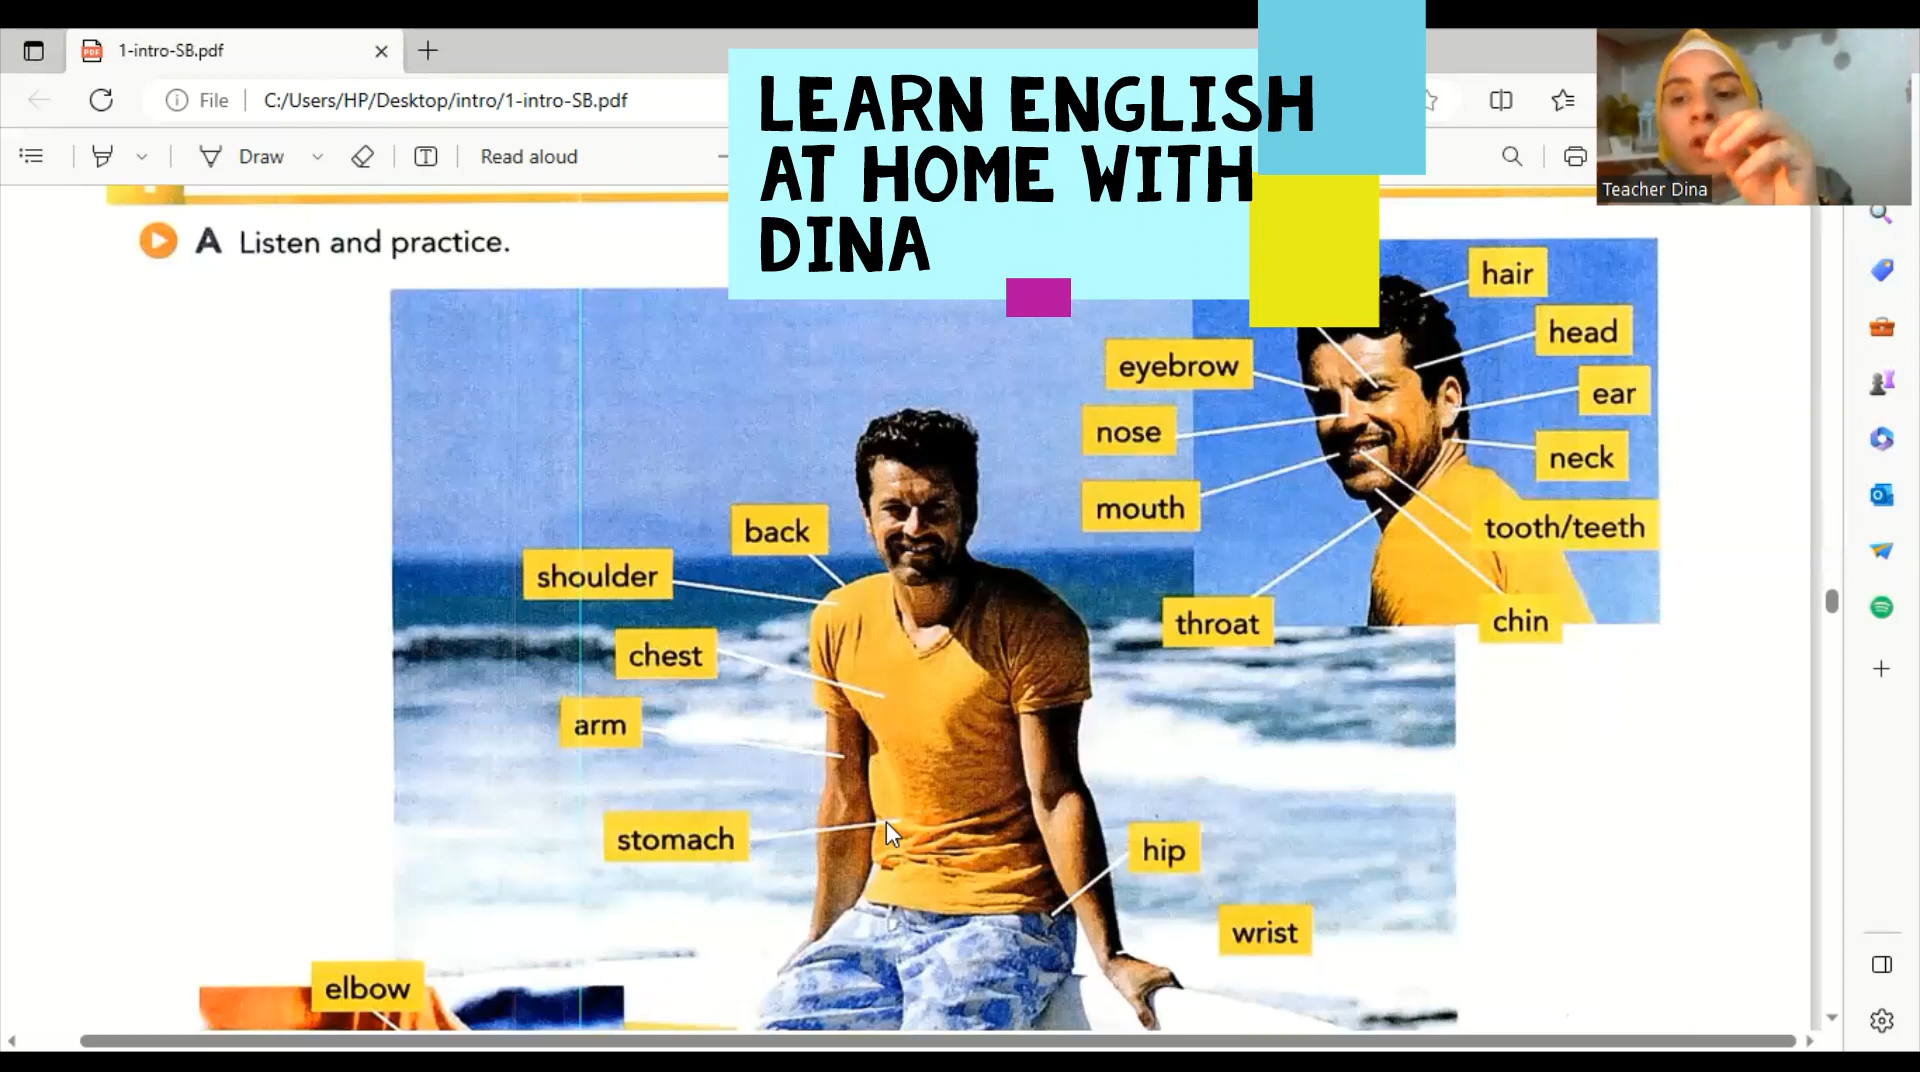 1-intro-SB.pdf
File
C:/Users/HP/Desktop/intro/1-intro-SB.pdf
Draw
Read aloud
LEARN ENGLISH
AT HOME WITH
DINA
Teacher Dina
A Listen and practice.
hair
head
eyebrow
ear
nose
neck
mouth
tooth/teeth
back
shoulder
throat
chin
chest
arm
stomach
hip
wrist
elbow